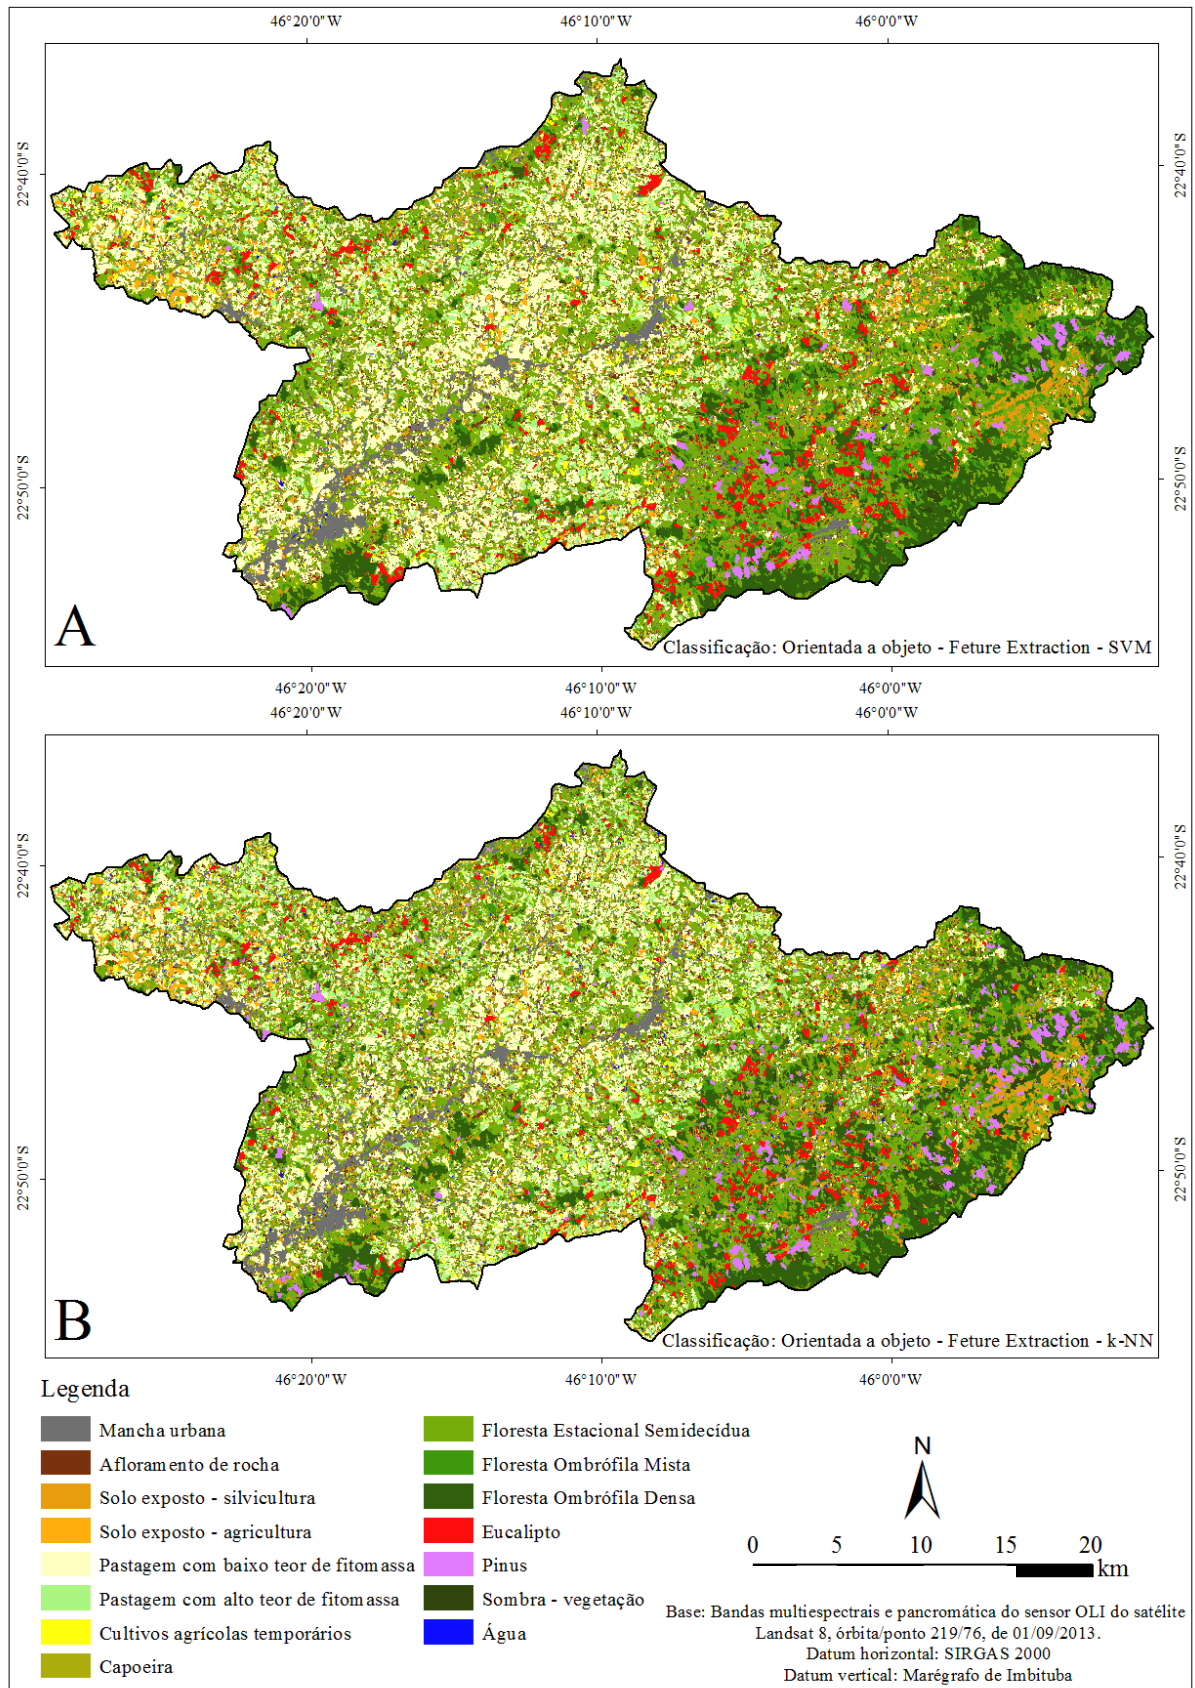 46°20'0"W 46°10'0"W 46°0'0"W
22°40'0"S 22°40'0"S
22°50'0"S 22°50'0"S
A
Classificação: Orientada a objeto - Feture Extraction - SVM
46°20'0"W 46°10'0"W 46°0'0"W
46°20'0"W 46°10'0"W 46°0'0"W
22°40'0"S 22°40'0"S
22°50'0"S 22°50'0"S
B
Classificação: Orientada a objeto - Feture Extraction - k-NN
46°20'0"W 46°10'0"W 46°0'0"W
Legenda
Mancha urbana
Afloramento de rocha
Solo exposto - silvicultura
Solo exposto - agricultura
Pastagem com baixo teor de fitomassa
Pastagem com alto teor de fitomassa
Cultivos agrícolas temporários
Capoeira
Floresta Estacional Semidecídua
Floresta Ombrófila Mista
Floresta Ombrófila Densa
Eucalipto
Pinus
Sombra - vegetação
Água
N
0 5 10 15 20
km
Base: Bandas multiespectrais e pancromática do sensor OLI do satélite
Landsat 8, órbita/ponto 219/76, de 01/09/2013.
Datum horizontal: SIRGAS 2000
Datum vertical: Marégrafo de Imbituba